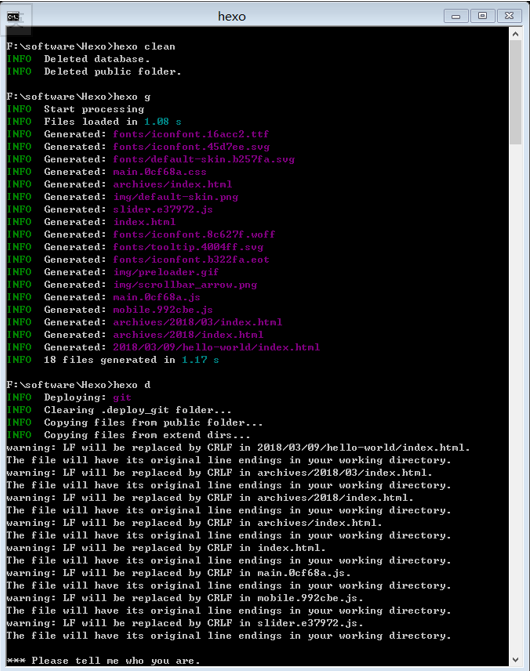 hexo
F:\software\Hexo>hexo clean
INFO  Deleted database.
INFO  Deleted public folder.
F:\software\Hexo>hexo g
INFO  Start processing
INFO  Files loaded in 1.08 s
INFO  Generated: fonts/iconfont.16acc2.ttf
INFO  Generated: fonts/iconfont.45d7ee.svg
INFO  Generated: fonts/default-skin.b257fa.svg
INFO  Generated: main.0cf68a.css
INFO  Generated: archives/index.html
INFO  Generated: img/default-skin.png
INFO  Generated: slider.e37972.js
INFO  Generated: index.html
INFO  Generated: fonts/iconfont.8c627f.woff
INFO  Generated: fonts/tooltip.4004ff.svg
INFO  Generated: fonts/iconfont.b322fa.eot
INFO  Generated: img/preloader.gif
INFO  Generated: img/scrollbar_arrow.png
INFO  Generated: main.0cf68a.js
INFO  Generated: mobile.992cbe.js
INFO  Generated: archives/2018/03/index.html
INFO  Generated: archives/2018/index.html
INFO  Generated: 2018/03/09/hello-world/index.html
INFO  18 files generated in 1.17 s
F:\software\Hexo>hexo d
INFO  Deploying: git
INFO  Clearing .deploy_git folder...
INFO  Copying files from public folder...
INFO  Copying files from extend dirs...
warning: LF will be replaced by CRLF in 2018/03/09/hello-world/index.html.
The file will have its original line endings in your working directory.
warning: LF will be replaced by CRLF in archives/2018/03/index.html.
The file will have its original line endings in your working directory.
warning: LF will be replaced by CRLF in archives/2018/index.html.
The file will have its original line endings in your working directory.
warning: LF will be replaced by CRLF in archives/index.html.
The file will have its original line endings in your working directory.
warning: LF will be replaced by CRLF in index.html.
The file will have its original line endings in your working directory.
warning: LF will be replaced by CRLF in main.0cf68a.js.
The file will have its original line endings in your working directory.
warning: LF will be replaced by CRLF in mobile.992cbe.js.
The file will have its original line endings in your working directory.
warning: LF will be replaced by CRLF in slider.e37972.js.
The file will have its original line endings in your working directory.
*** Please tell me who you are.